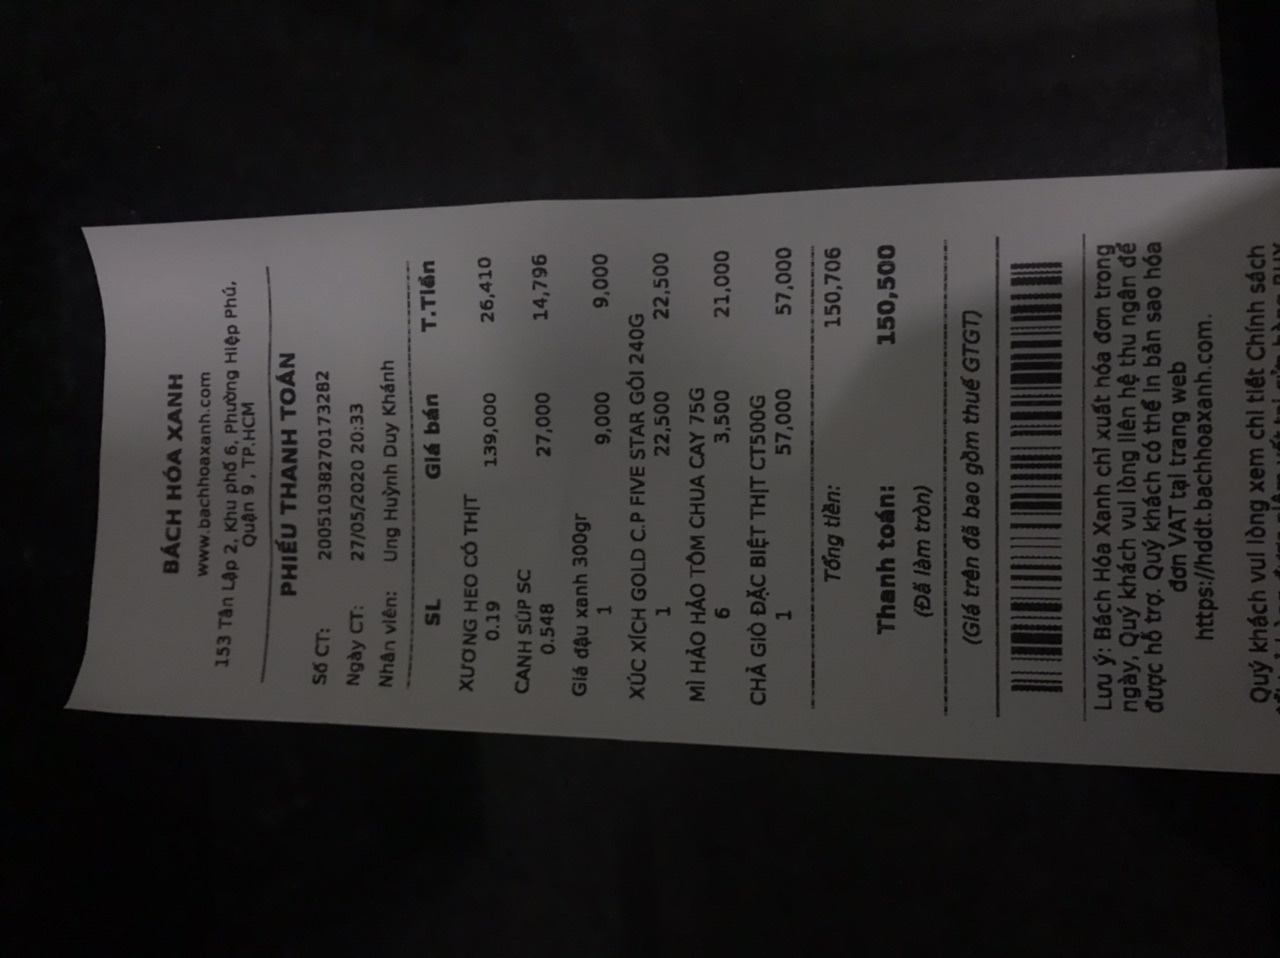 BÁCH HÓA XANH
www.bachhoaxanh.com
153 Tân Lập 2, Khu phố 6, Phường Hiệp Phú,
Quận 9 , TP.HCM
PHIẾU THANH TOÁN
Số CT: 20051038270173282
Ngày CT: 27/05/2020 20:33
Nhân viên: Ung Huỳnh Duy Khánh
SL Giá bán T.Tiền
XƯƠNG HEO CÓ THỊT
0.19 139,000 26,410
CANH SÚP SC
0.548 27,000 14,796
Giá đậu xanh 300gr
1 9,000 9,000
XÚC XÍCH GOLD C.P FIVE STAR GÓI 240G
1 22,500 22,500
MÌ HẢO HẢO TÔM CHUA CAY 75G
6 3,500 21,000
CHẢ GIÒ ĐẶC BIỆT THỊT CT500G
1 57,000 57,000
Tổng tiền: 150,706
Thanh toán: 150,500
(Đã làm tròn)
(Giá trên đã bao gồm thuế GTGT)
Lưu ý: Bách Hóa Xanh chỉ xuất hóa đơn trong
ngày, Quý khách vui lòng liên hệ thu ngân để
được hỗ trợ. Quý khách có thể in bản sao hóa
đơn VAT tại trang web
https://hddt.bachhoaxanh.com.
Quý khách vui lòng xem chi tiết Chính sách